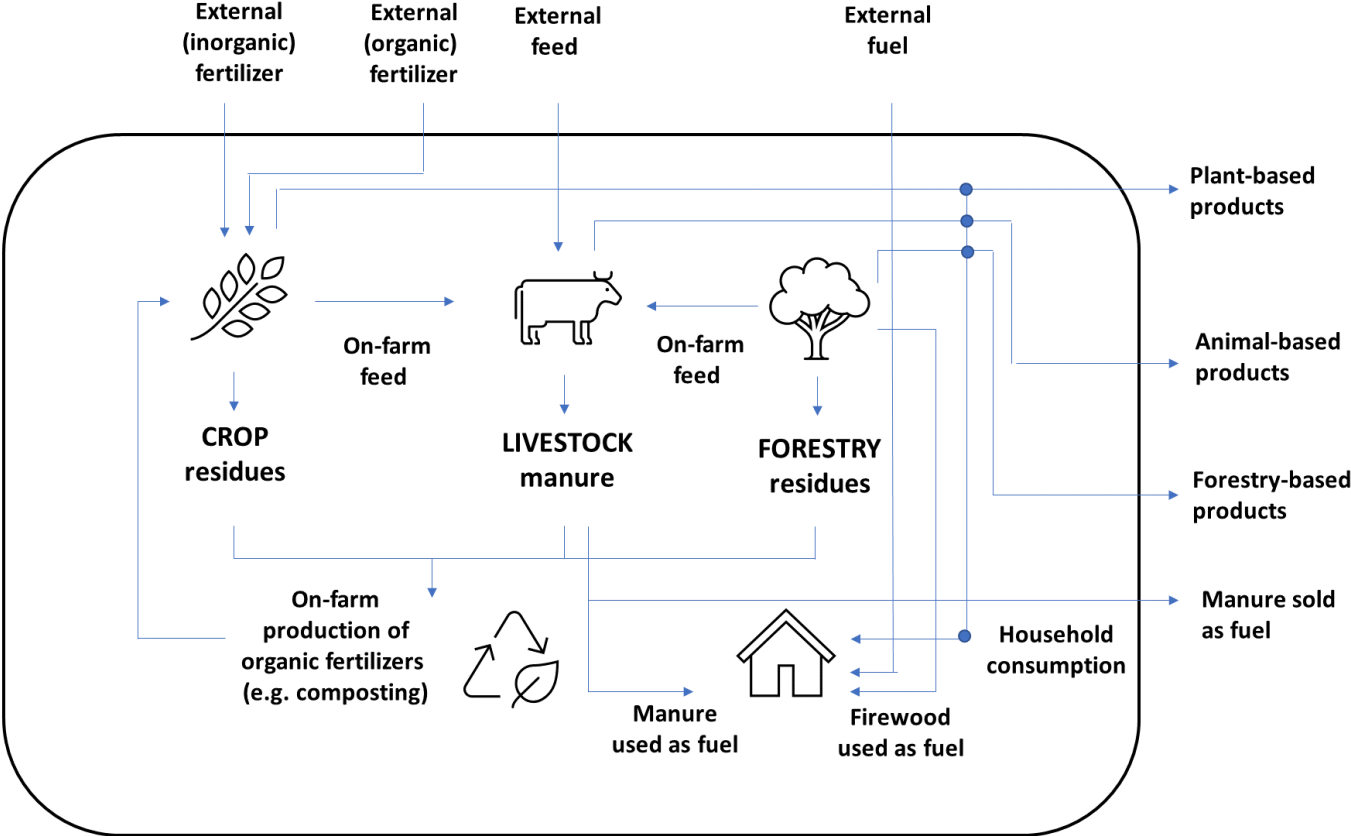 External
(inorganic)
fertilizer
External
(organic)
fertilizer
External
feed
External
fuel
Plant-based
products
On-farm
feed
On-farm
feed
Animal-based
products
CROP
residues
LIVESTOCK
manure
FORESTRY
residues
Forestry-based
products
On-farm
production of
organic fertilizers
(e.g. composting)
Manure sold
as fuel
Household
consumption
Manure
used as fuel
Firewood
used as fuel